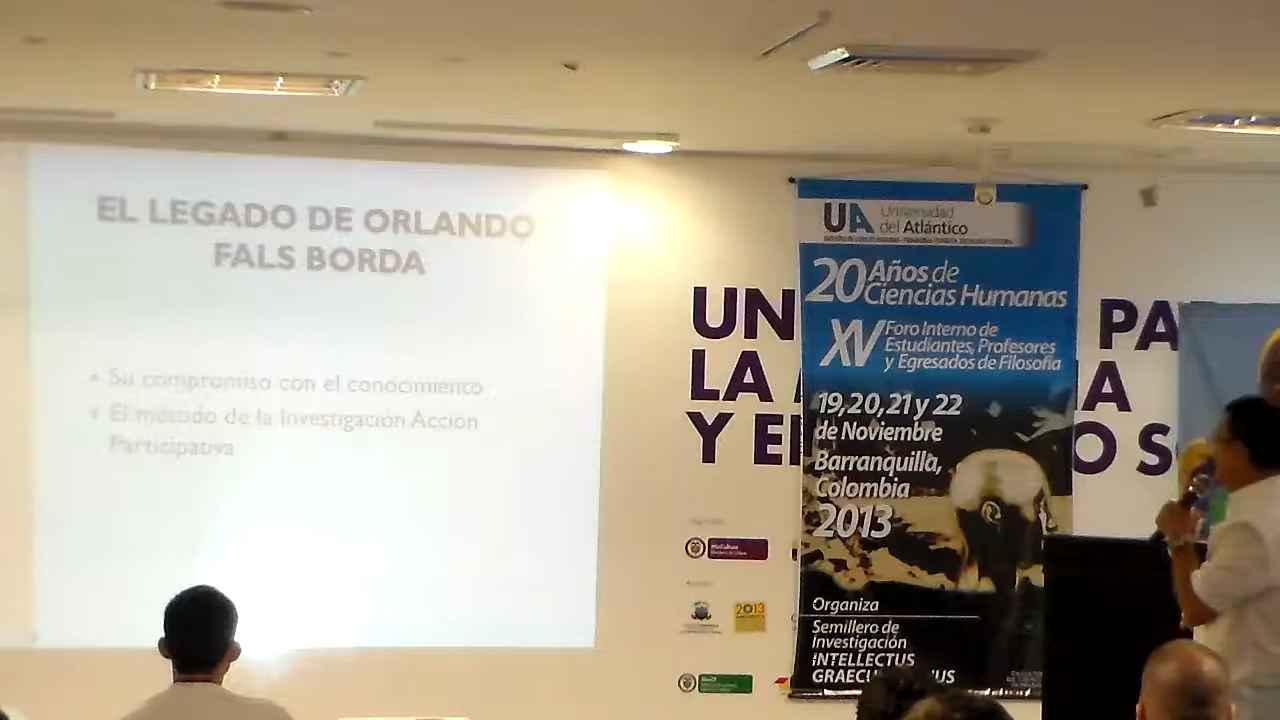 EL LEGADO DE ORLANDO
FALS BORDA
• Su compromiso con el conocimiento
• El método de la Investigación Acción
Participativa
UA Universidad
del Atlántico
20 Años de
Ciencias Humanas
XV Foro Interno de
Estudiantes, Profesores
y Egresados de Filosofía
19,20,21 y 22
de Noviembre
Barranquilla,
Colombia
2013
Organiza
Semillero de
Investigación
INTELLECTUS
UN
PA
LA
A
Y
O S
MinCultura
2013